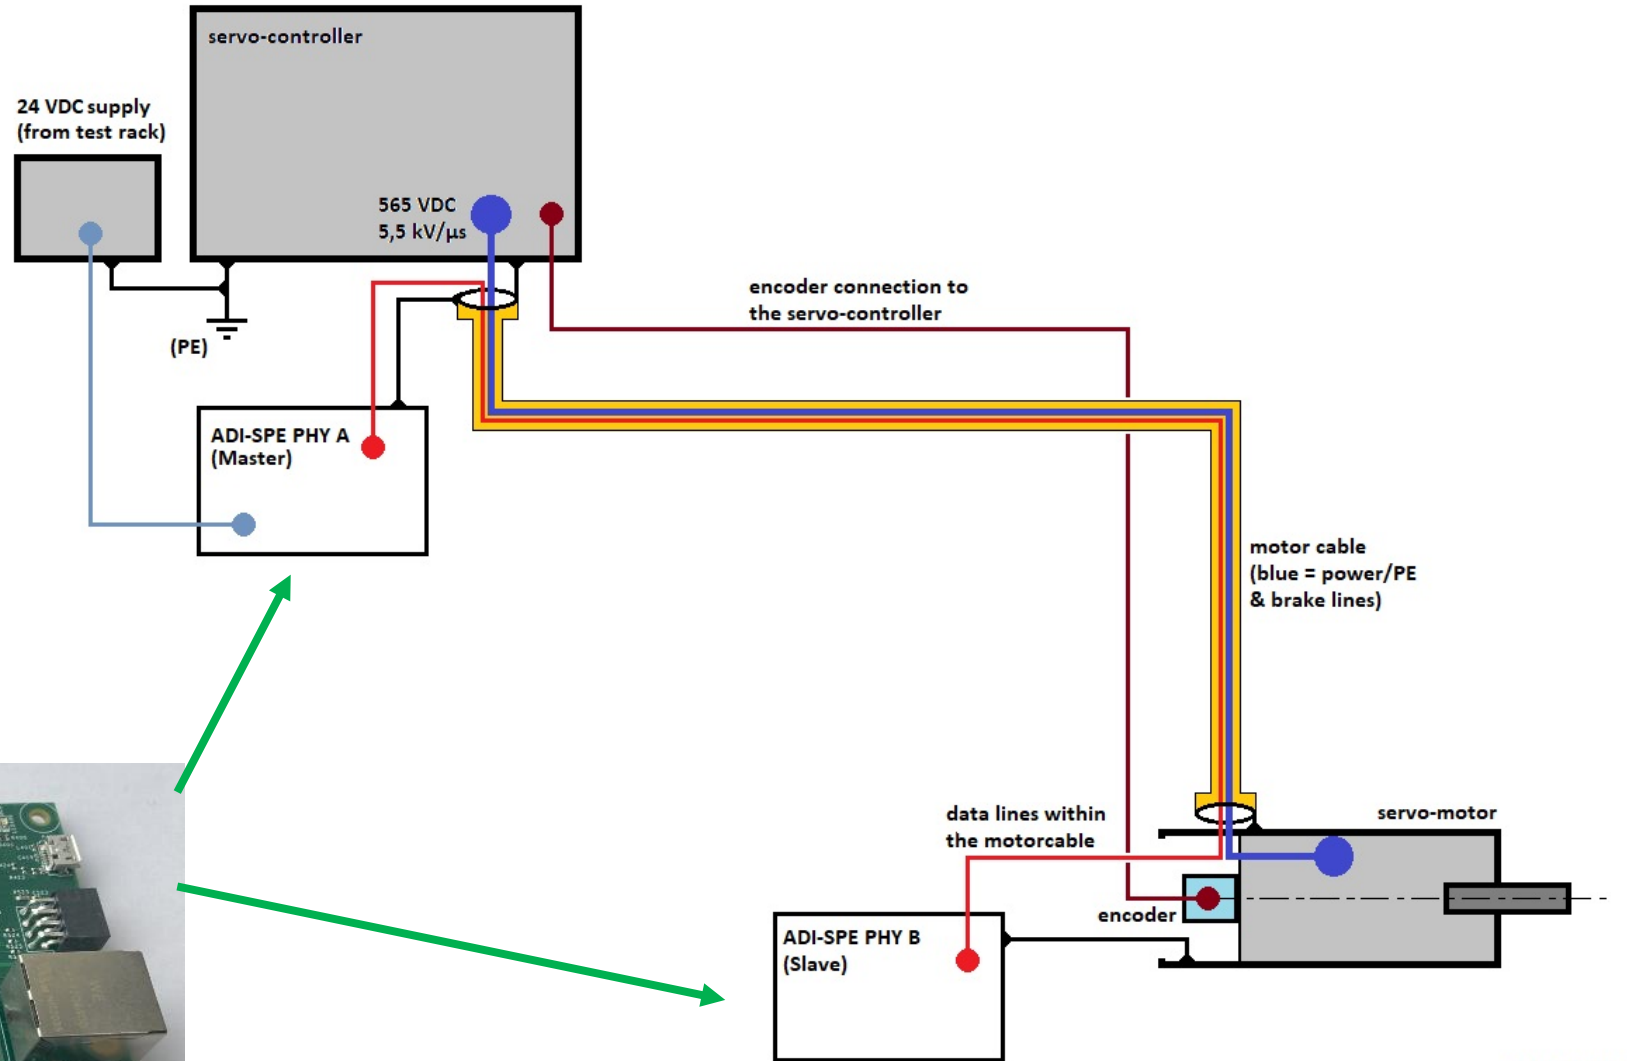 servo-controller
24 VDC supply
(from test rack)
565 VDC
5,5 kV/µs
encoder connection to
the servo-controller
(PE)
ADI-SPE PHY A
(Master)
motor cable
(blue = power/PE
& brake lines)
data lines within
the motorcable
servo-motor
encoder
ADI-SPE PHY B
(Slave)